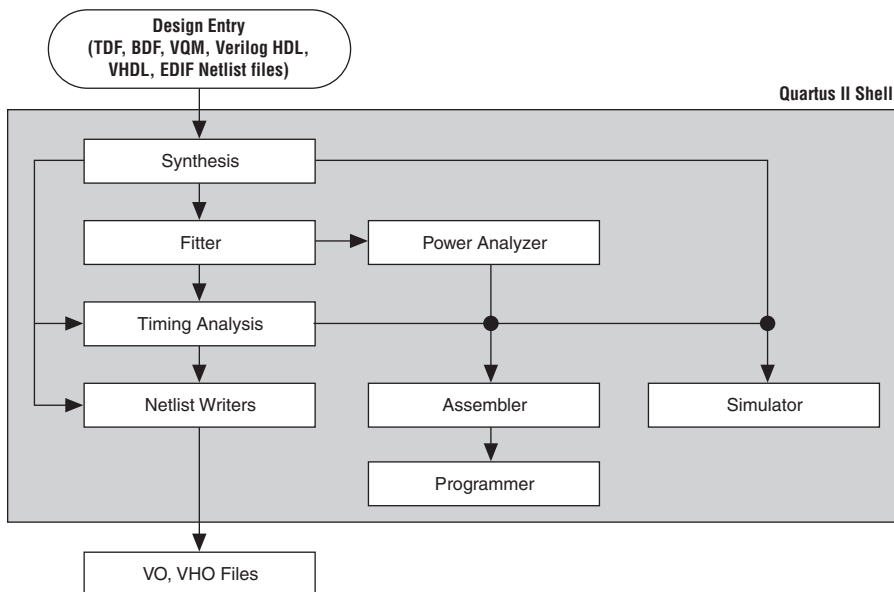 Design Entry
(TDF, BDF, VQM, Verilog HDL,
VHDL, EDIF Netlist files)
Quartus II Shell
Synthesis
Fitter
Power Analyzer
Timing Analysis
Netlist Writers
Assembler
Simulator
Programmer
VO, VHO Files